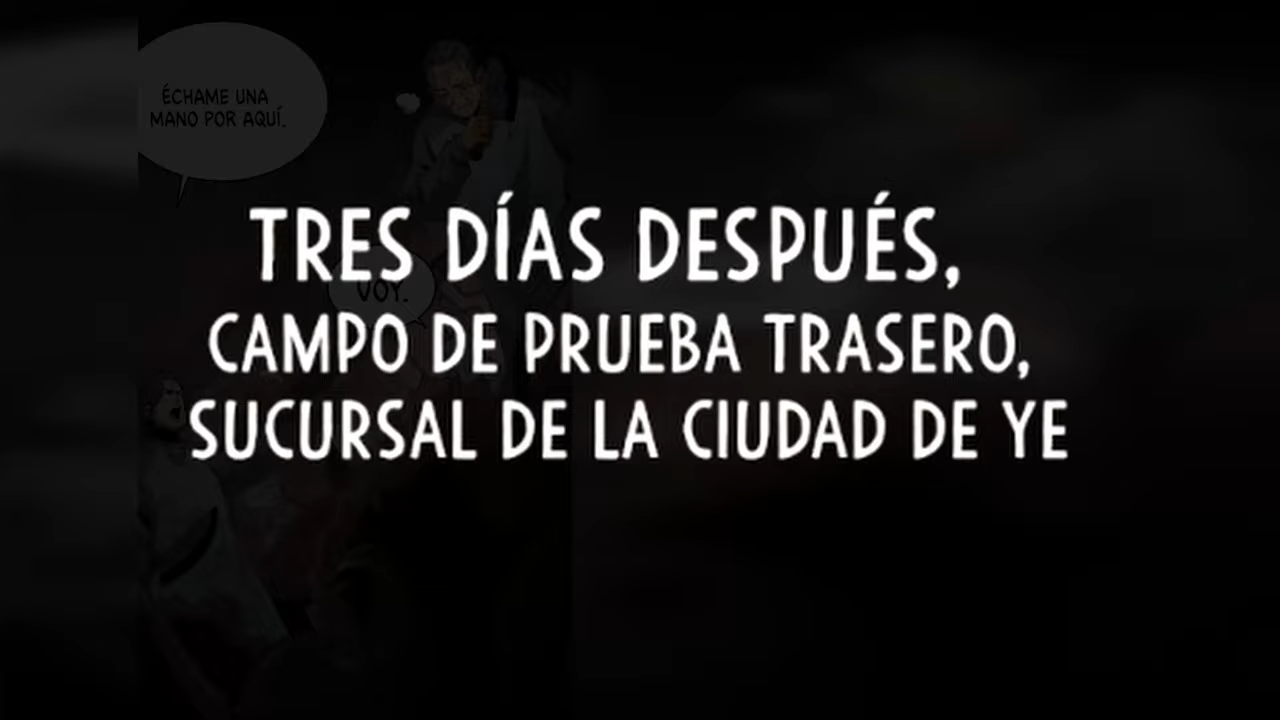 ÉCHAME UNA
MANO POR AQUÍ.
TRES DÍAS DESPUÉS,
VOY.
CAMPO DE PRUEBA TRASERO,
SUCURSAL DE LA CIUDAD DE YE